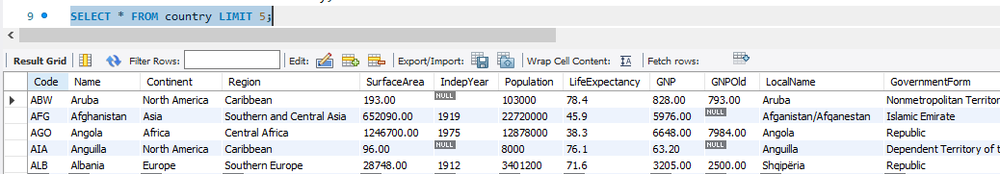 9 SELECT * FROM country LIMIT 5;
Result Grid Filter Rows: Edit: Export/Import: Wrap Cell Content: IA Fetch rows:
Code Name Continent Region SurfaceArea IndepYear Population LifeExpectancy GNP GNPOld LocalName GovernmentForm
ABW Aruba North America Caribbean 193.00 NULL 103000 78.4 828.00 793.00 Aruba Nonmetropolitan Territor
AFG Afghanistan Asia Southern and Central Asia 652090.00 1919 22720000 45.9 5976.00 NULL Afganistan/Afqanestan Islamic Emirate
AGO Angola Africa Central Africa 1246700.00 1975 12878000 38.3 6648.00 7984.00 Angola Republic
AIA Anguilla North America Caribbean 96.00 NULL 8000 76.1 63.20 NULL Anguilla Dependent Territory of t
ALB Albania Europe Southern Europe 28748.00 1912 3401200 71.6 3205.00 2500.00 Shqipëria Republic